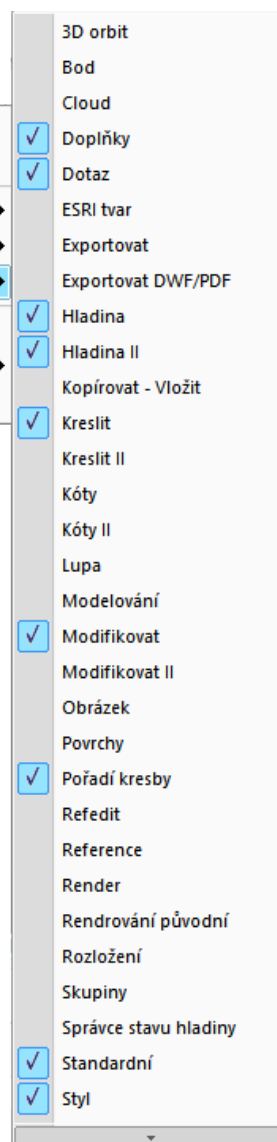 3D orbit
Bod
Cloud
Doplňky
Dotaz
ESRI tvar
Exportovat
Exportovat DWF/PDF
Hladina
Hladina II
Kopírovat - Vložit
Kreslit
Kreslit II
Kóty
Kóty II
Lupa
Modelování
Modifikovat
Modifikovat II
Obrázek
Povrchy
Pořadí kresby
Refedit
Reference
Render
Rendrování původní
Rozložení
Skupiny
Správce stavu hladiny
Standardní
Styl